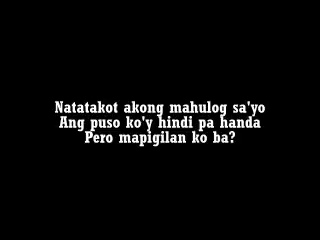 Natatakot akong mahulog sa'yo
Ang puso ko'y hindi pa handa
Pero mapigilan ko ba?